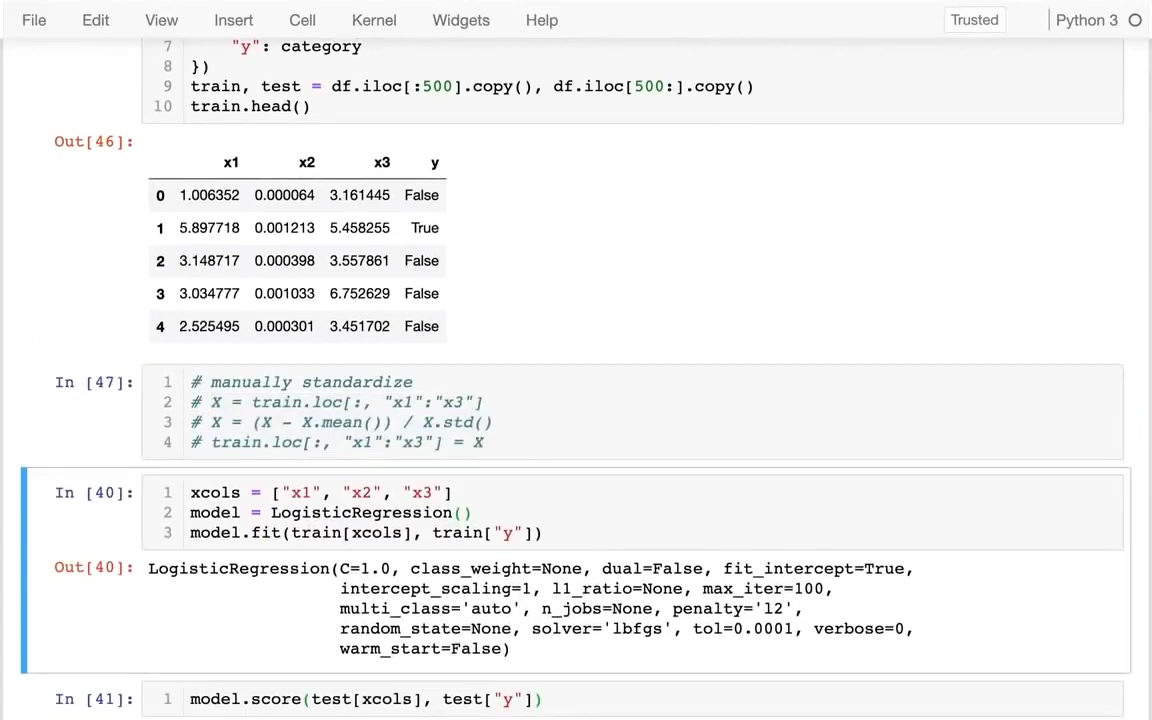 File Edit View Insert Cell Kernel Widgets Help Trusted Python 3
7 "y": category
8 })
9 train, test = df.iloc[:500].copy(), df.iloc[500:].copy()
10 train.head()
Out[46]:
x1 x2 x3 y
0 1.006352 0.000064 3.161445 False
1 5.897718 0.001213 5.458255 True
2 3.148717 0.000398 3.557861 False
3 3.034777 0.001033 6.752629 False
4 2.525495 0.000301 3.451702 False
In [47]: 1 # manually standardize
2 # X = train.loc[:, "x1":"x3"]
3 # X = (X - X.mean()) / X.std()
4 # train.loc[:, "x1":"x3"] = X
In [40]: 1 xcols = ["x1", "x2", "x3"]
2 model = LogisticRegression()
3 model.fit(train[xcols], train["y"])
Out[40]: LogisticRegression(C=1.0, class_weight=None, dual=False, fit_intercept=True,
intercept_scaling=1, l1_ratio=None, max_iter=100,
multi_class='auto', n_jobs=None, penalty='l2',
random_state=None, solver='lbfgs', tol=0.0001, verbose=0,
warm_start=False)
In [41]: 1 model.score(test[xcols], test["y"])